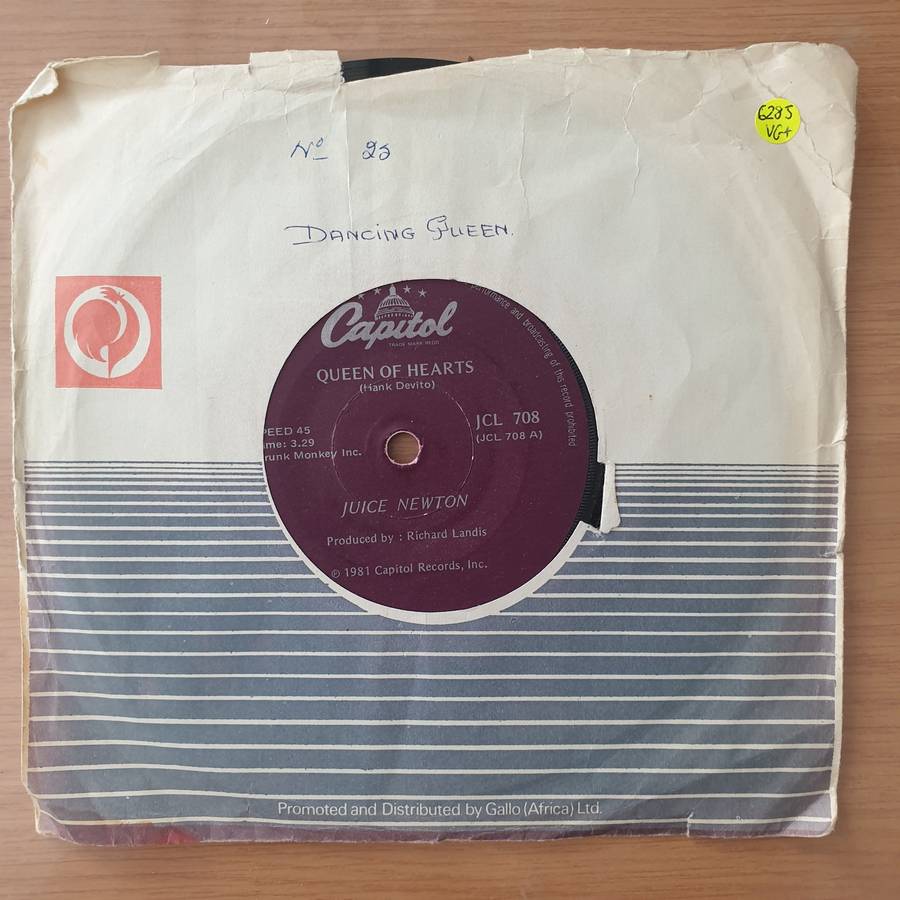 6285
VG+
No 25
DANCING QUEEN.
Capitol
TRADE MARK REGD
performance and broadcasting of this record prohibited
QUEEN OF HEARTS
(Hank Devito)
PEED 45
me: 3.29
runk Monkey Inc.
JCL 708
(JCL 708 A)
JUICE NEWTON
Produced by : Richard Landis
℗ 1981 Capitol Records, Inc.
Promoted and Distributed by Gallo (Africa) Ltd.